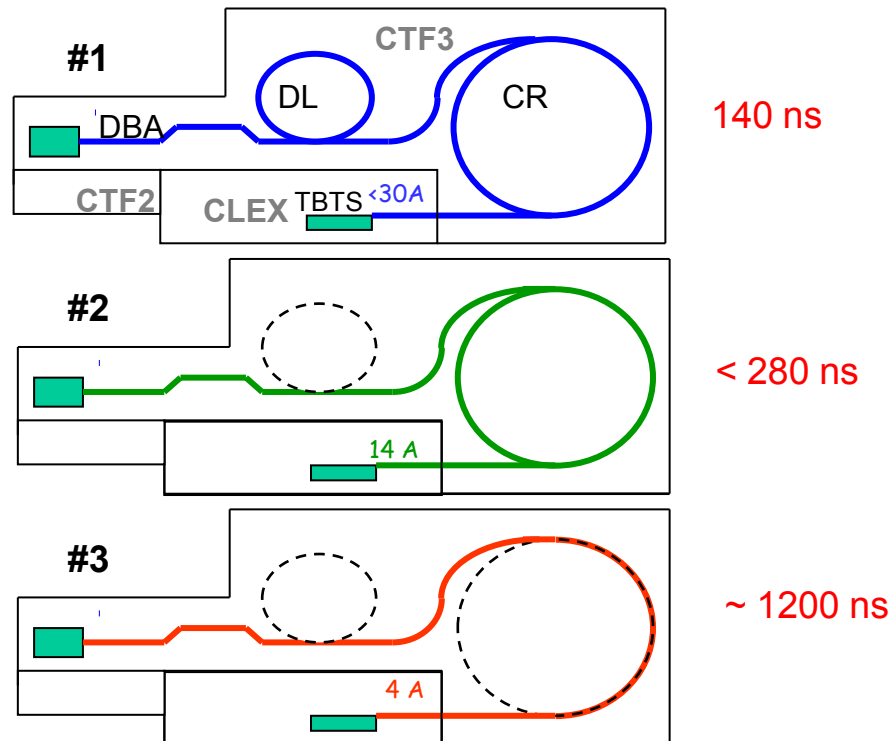 #1
CTF3
DL
CR
DBA
140 ns
CTF2
CLEX
TBTS
<30A
#2
< 280 ns
14 A
#3
~ 1200 ns
4 A